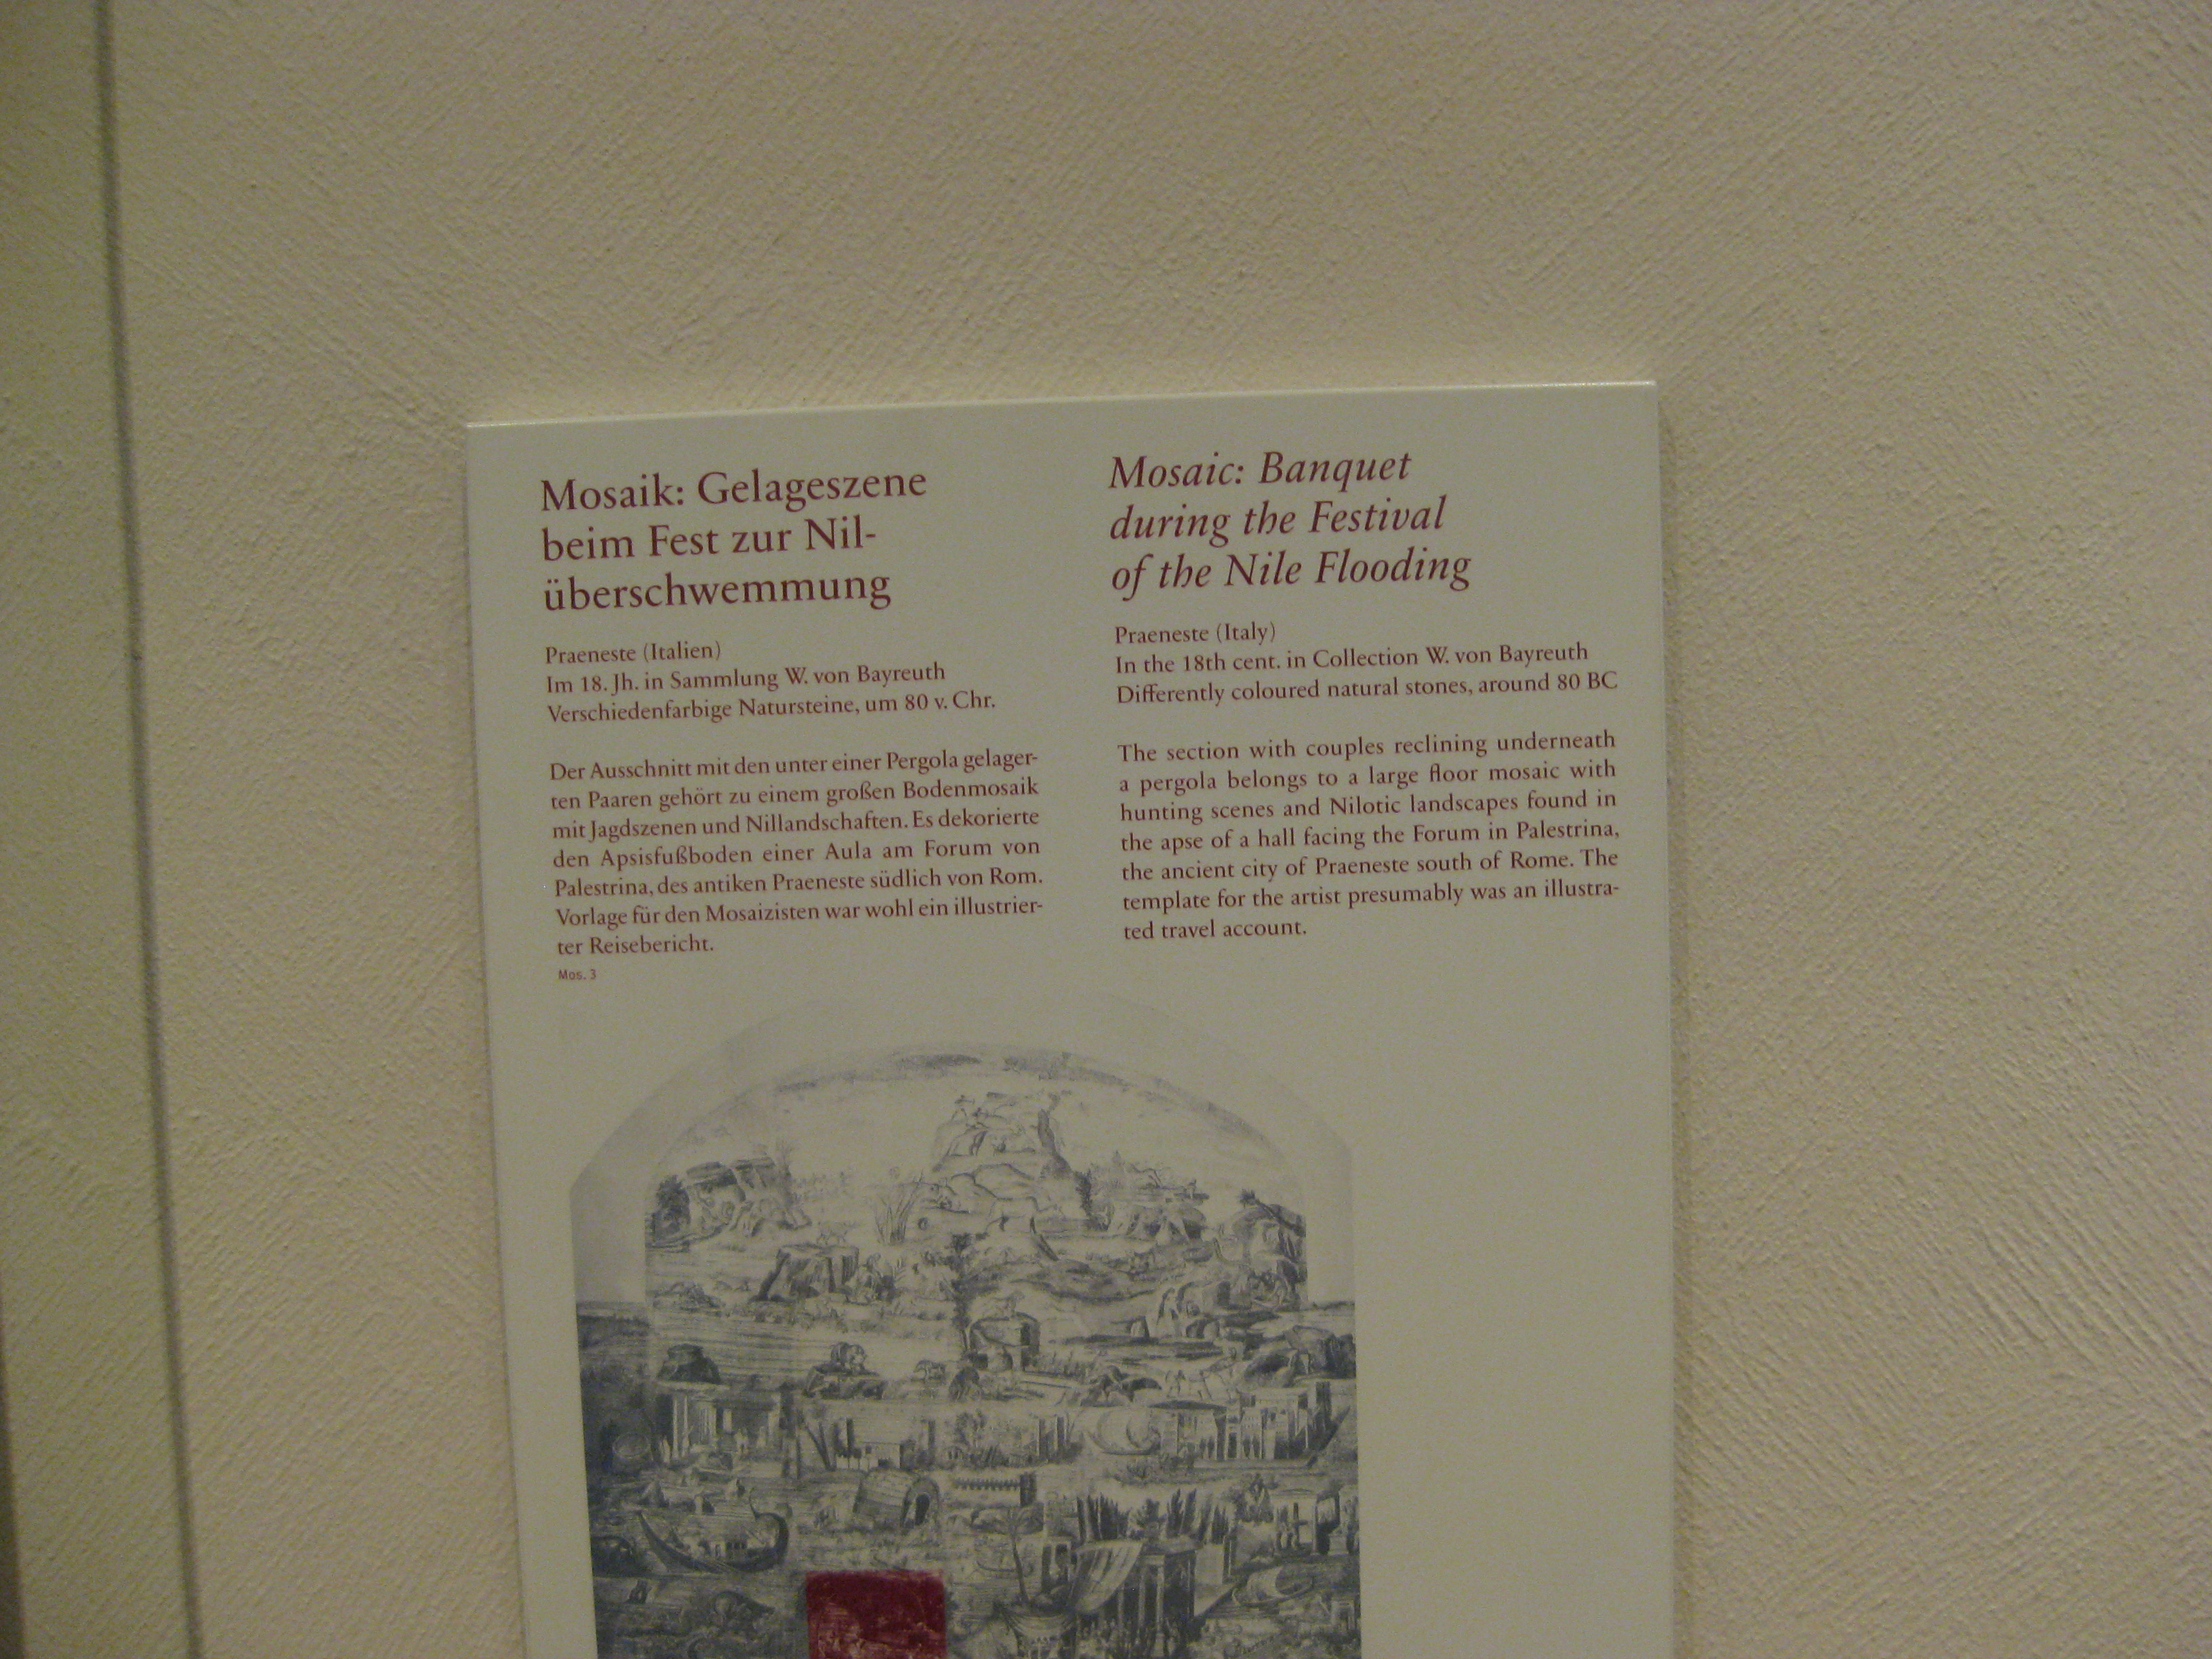 Mosaik: Gelageszene
beim Fest zur Nil-
überschwemmung
Praeneste (Italien)
Im 18. Jh. in Sammlung W. von Bayreuth
Verschiedenfarbige Natursteine, um 80 v. Chr.
Der Ausschnitt mit den unter einer Pergola gelager-
ten Paaren gehört zu einem großen Bodenmosaik
mit Jagdszenen und Nillandschaften. Es dekorierte
den Apsisfußboden einer Aula am Forum von
Palestrina, des antiken Praeneste südlich von Rom.
Vorlage für den Mosaizisten war wohl ein illustrier-
ter Reisebericht.
Mos. 3
Mosaic: Banquet
during the Festival
of the Nile Flooding
Praeneste (Italy)
In the 18th cent. in Collection W. von Bayreuth
Differently coloured natural stones, around 80 BC
The section with couples reclining underneath
a pergola belongs to a large floor mosaic with
hunting scenes and Nilotic landscapes found in
the apse of a hall facing the Forum in Palestrina,
the ancient city of Praeneste south of Rome. The
template for the artist presumably was an illustra-
ted travel account.